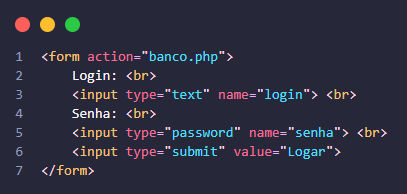 1 <form action="banco.php">
2     Login: <br>
3     <input type="text" name="login"> <br>
4     Senha: <br>
5     <input type="password" name="senha"> <br>
6     <input type="submit" value="Logar">
7 </form>